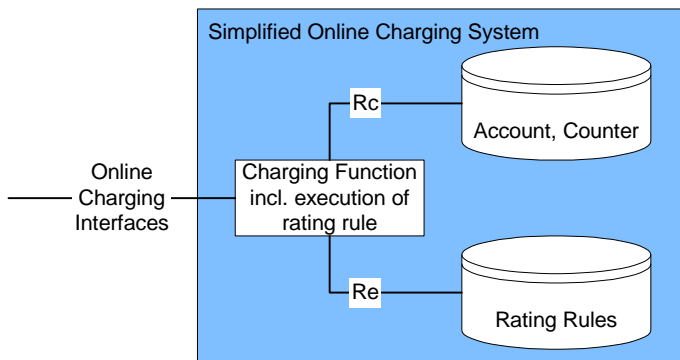 Simplified Online Charging System
Rc
Account, Counter
Online
Charging
Interfaces
Charging Function
incl. execution of
rating rule
Re
Rating Rules